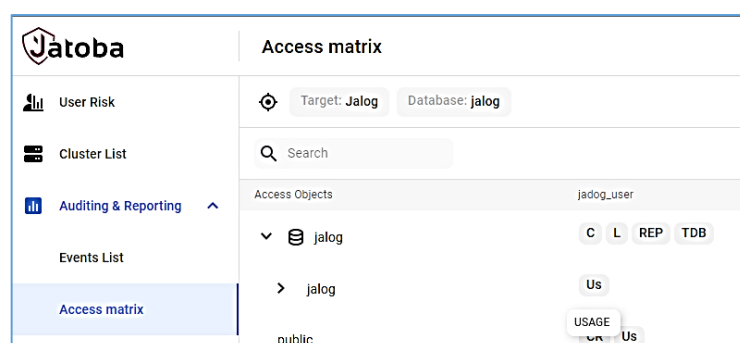 Jatoba
Access matrix
User Risk
Target: Jalog Database: jalog
Cluster List
Search
Auditing & Reporting
Access Objects jadog_user
jalog C L REP TDB
Events List
jalog Us
Access matrix
USAGE
public CR Us